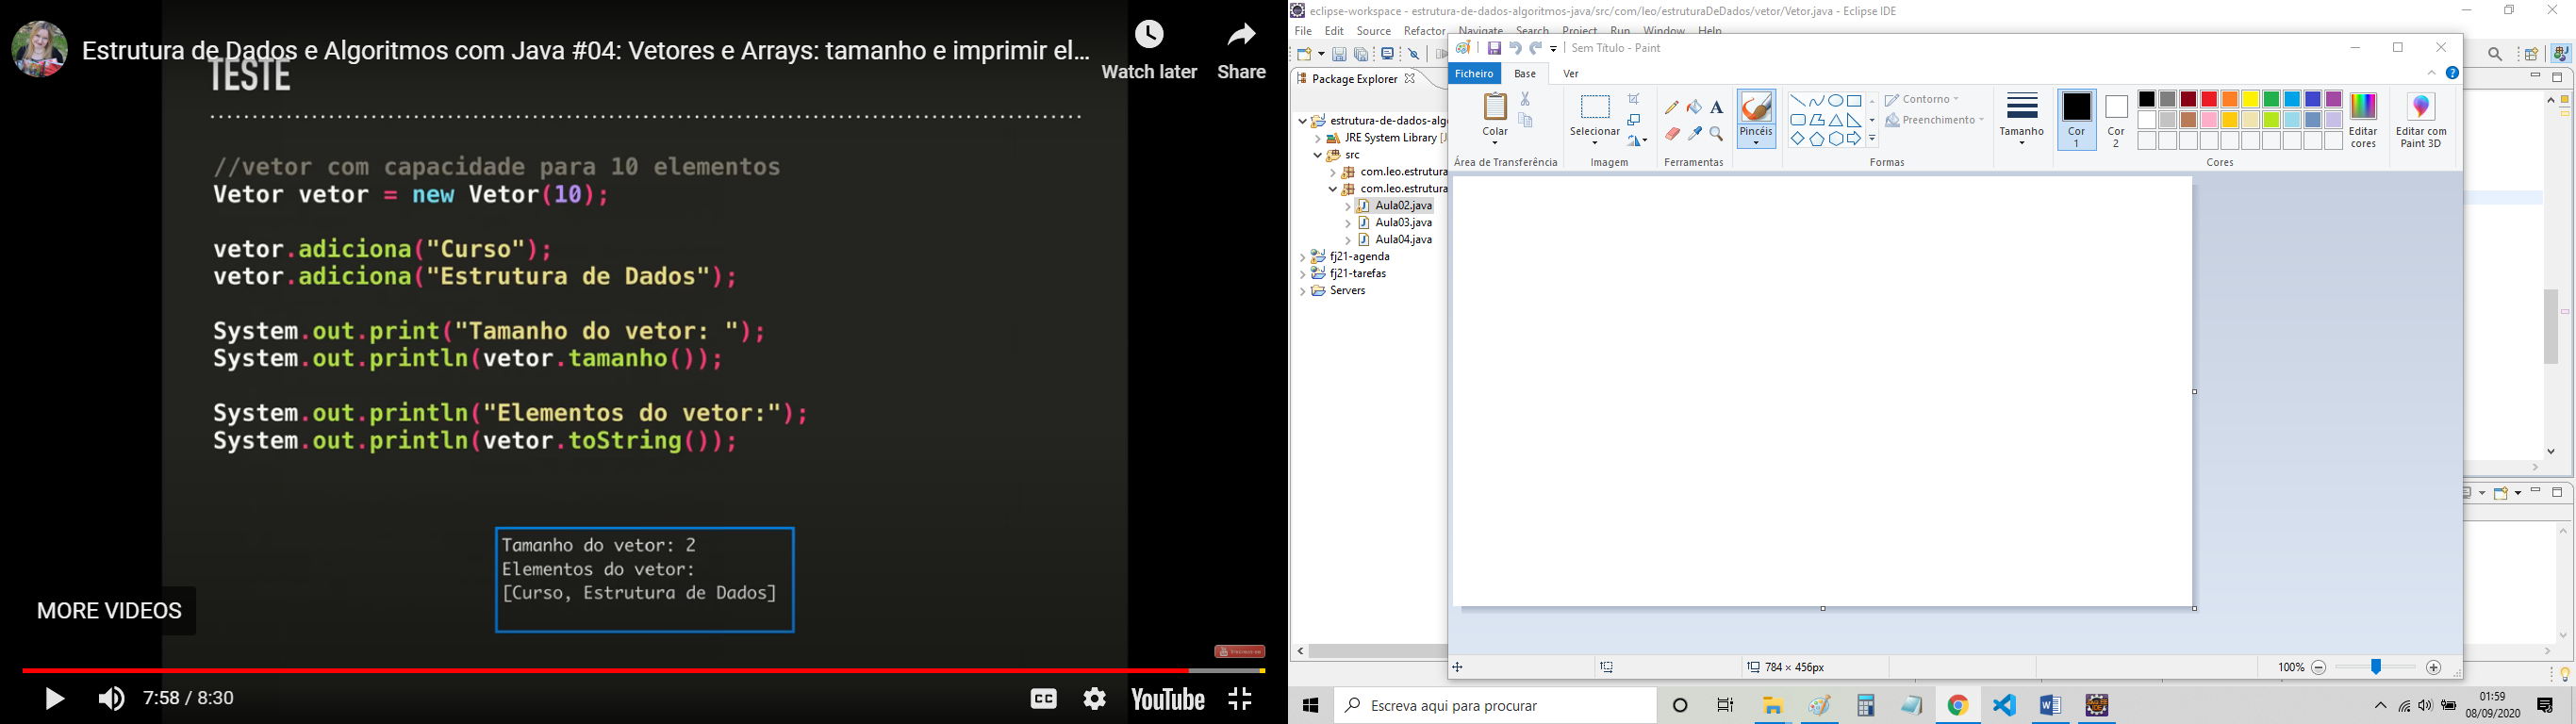 Estrutura de Dados e Algoritmos com Java #04: Vetores e Arrays: tamanho e imprimir el...
Watch later
Share
TESTE
//vetor com capacidade para 10 elementos
Vetor vetor = new Vetor(10);
vetor.adiciona("Curso");
vetor.adiciona("Estrutura de Dados");
System.out.print("Tamanho do vetor: ");
System.out.println(vetor.tamanho());
System.out.println("Elementos do vetor:");
System.out.println(vetor.toString());
Tamanho do vetor: 2
Elementos do vetor:
[Curso, Estrutura de Dados]
MORE VIDEOS
7:58 / 8:30
CC
YouTube
eclipse-workspace - estrutura-de-dados-algoritmos-java/src/com/leo/estruturaDeDados/vetor/Vetor.java - Eclipse IDE
File Edit Source Refactor Navigate Search Project Run Window Help
Package Explorer
estrutura-de-dados-algo
JRE System Library [J
src
com.leo.estrutura
com.leo.estrutura
Aula02.java
Aula03.java
Aula04.java
fj21-agenda
fj21-tarefas
Servers
Sem Título - Paint
Ficheiro Base Ver
Colar
Área de Transferência
Selecionar
Imagem
Ferramentas
Pincéis
Contorno
Preenchimento
Formas
Tamanho
Cor 1
Cor 2
Editar cores
Cores
Editar com Paint 3D
784 × 456px
100%
Escreva aqui para procurar
01:59
08/09/2020